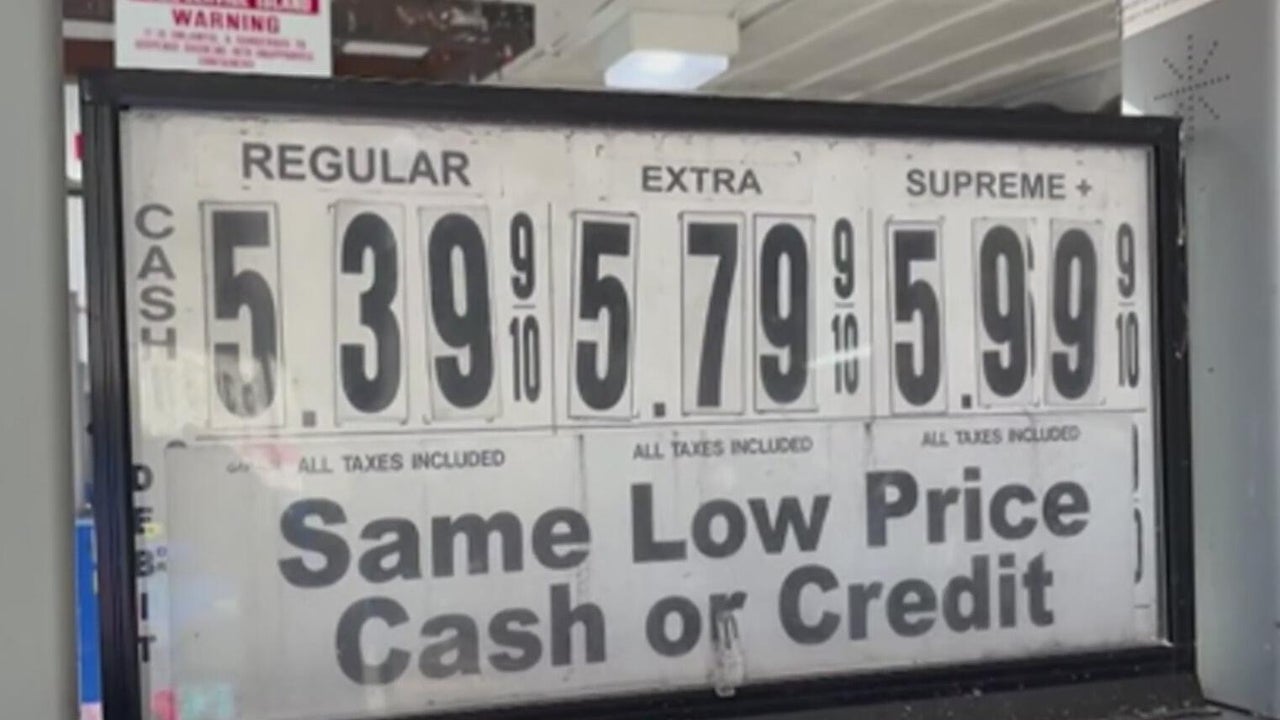 WARNING
REGULAR EXTRA SUPREME +
CASH
5.39 9/10 5.79 9/10 5.99 9/10
ALL TAXES INCLUDED ALL TAXES INCLUDED ALL TAXES INCLUDED
DEBIT
Same Low Price
Cash or Credit